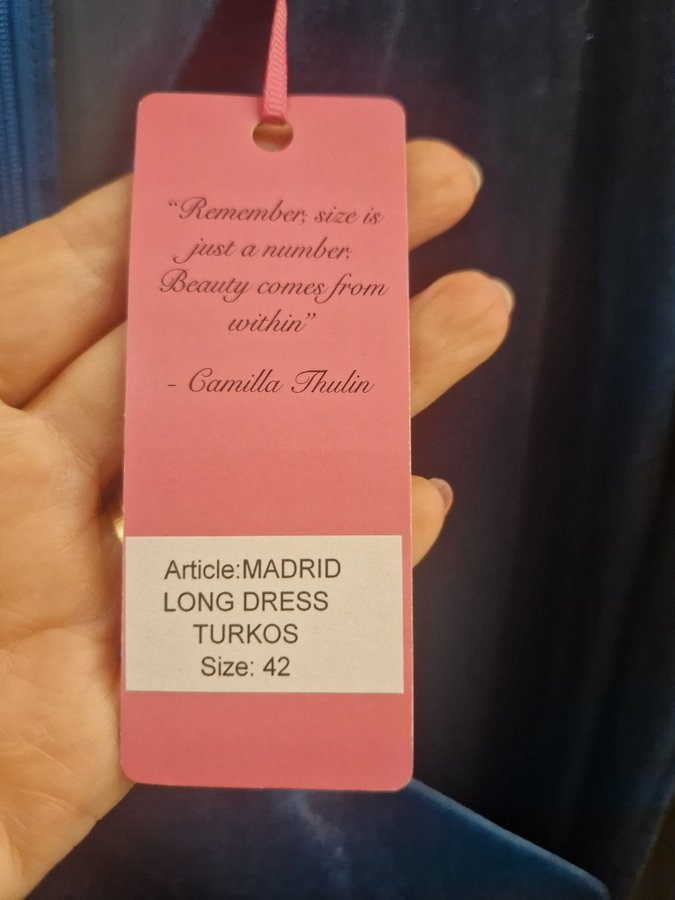 “Remember, size is
just a number.
Beauty comes from
within”
- Camilla Thulin
Article:MADRID
LONG DRESS
TURKOS
Size: 42